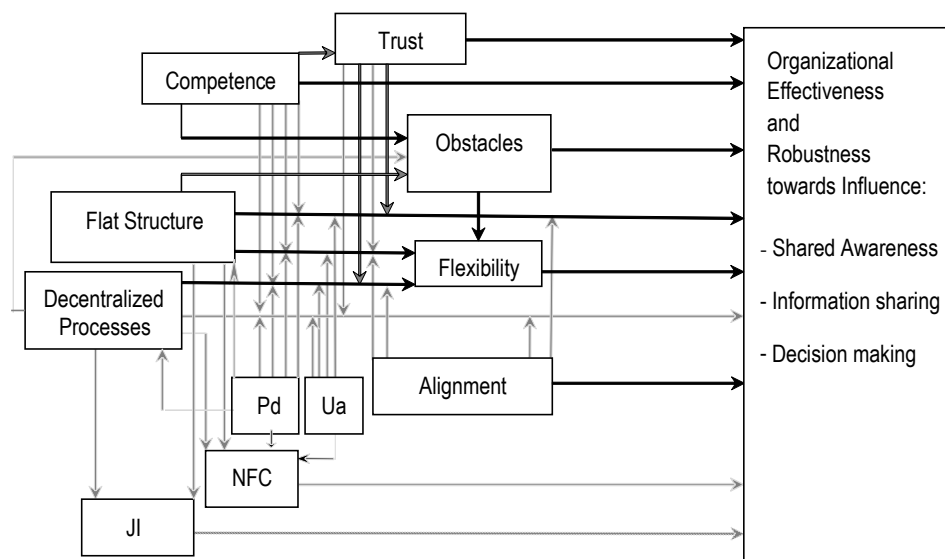 Trust
Competence
Organizational
Effectiveness
and
Robustness
towards Influence:
Obstacles
Flat Structure
- Shared Awareness
Flexibility
Decentralized
Processes
- Information sharing
- Decision making
Alignment
Pd
Ua
NFC
JI